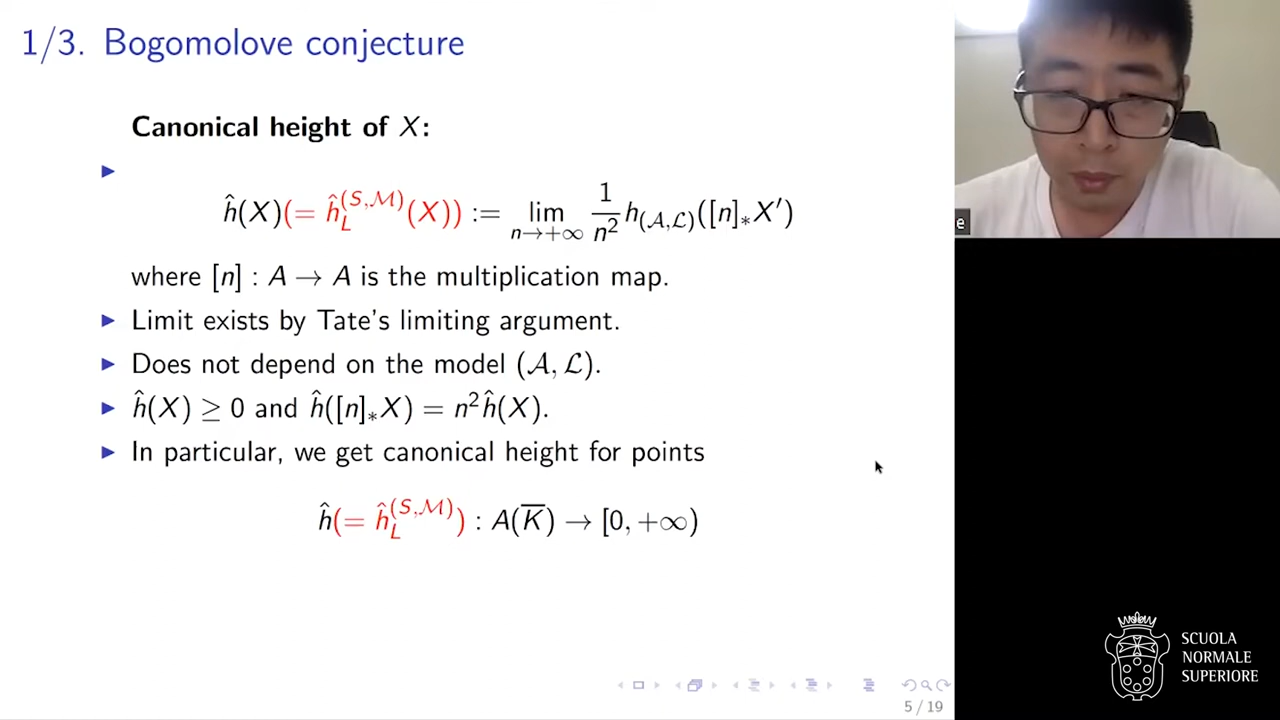 1/3. Bogomolove conjecture
Canonical height of X:
ĥ(X)(= ĥ_L^{(S,ℳ)}(X)) := lim_{n→+∞} 1/n² h_{(𝒜,ℒ)}([n]_*X′)
where [n] : A → A is the multiplication map.
Limit exists by Tate's limiting argument.
Does not depend on the model (𝒜, ℒ).
ĥ(X) ≥ 0 and ĥ([n]_*X) = n²ĥ(X).
In particular, we get canonical height for points
ĥ(= ĥ_L^{(S,ℳ)}) : A(K̅) → [0, +∞)
5 / 19
e
SCUOLA
NORMALE
SUPERIORE